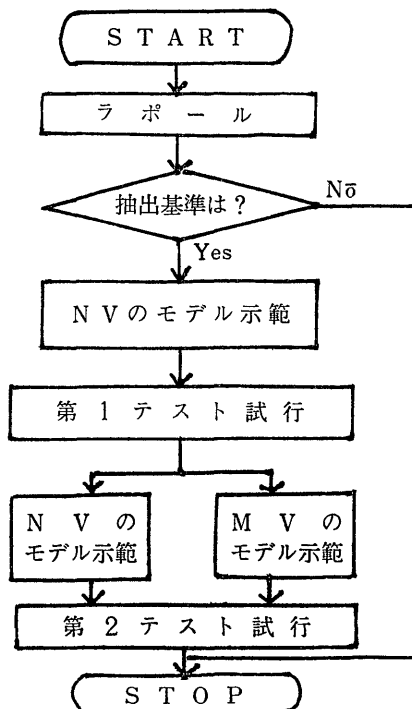 START
ラポール
抽出基準は？
No
Yes
NVのモデル示範
第1テスト試行
NVの
モデル示範
MVの
モデル示範
第2テスト試行
STOP